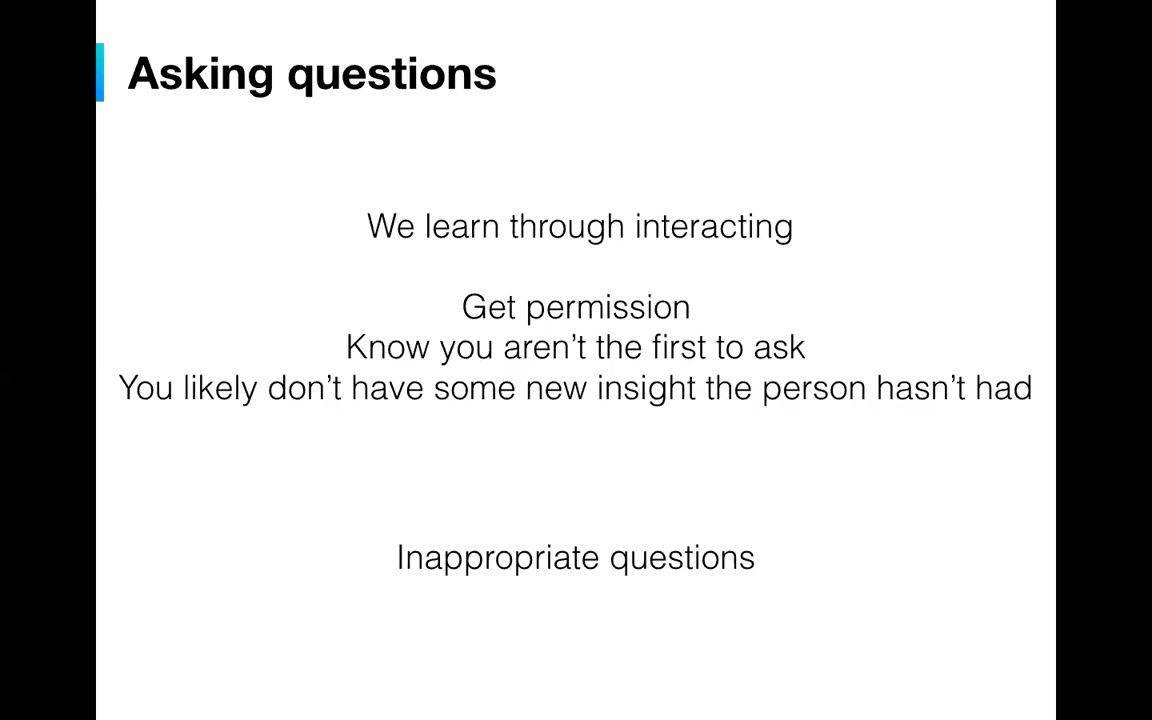 Asking questions
We learn through interacting
Get permission
Know you aren’t the first to ask
You likely don’t have some new insight the person hasn’t had
Inappropriate questions